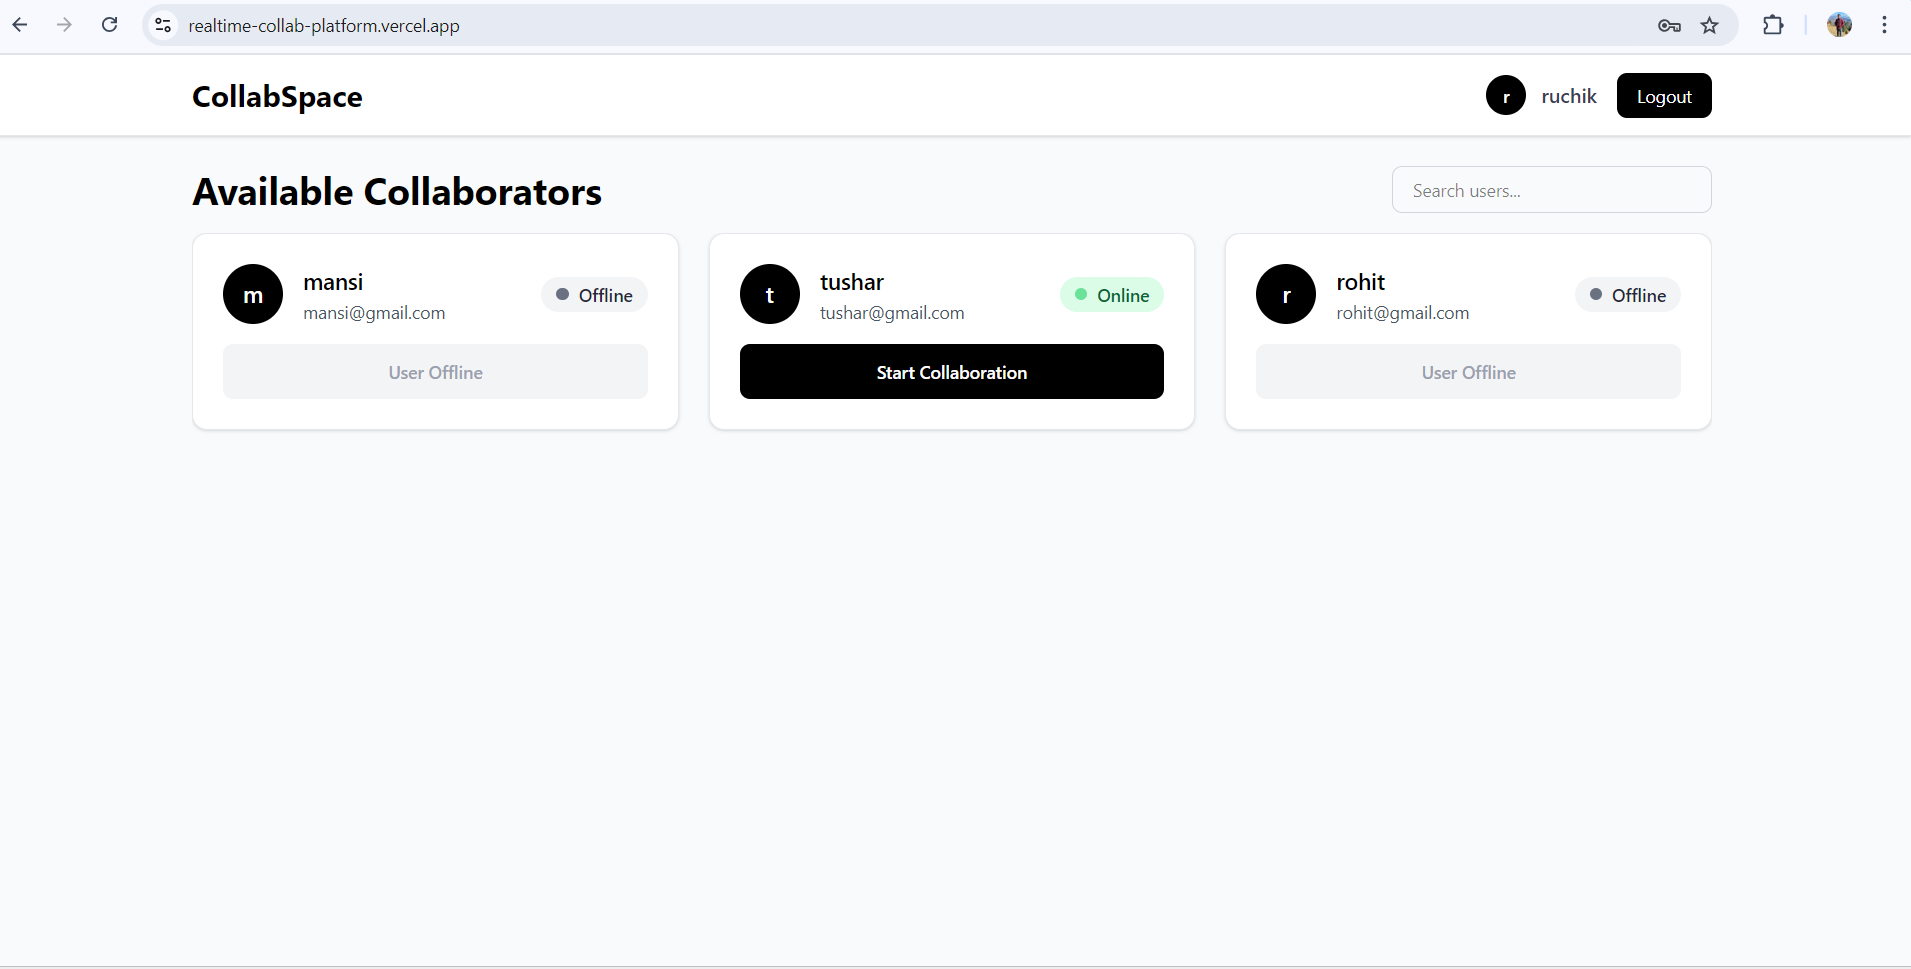 realtime-collab-platform.vercel.app
CollabSpace
r ruchik Logout
Available Collaborators
Search users...
m mansi
mansi@gmail.com
Offline
User Offline
t tushar
tushar@gmail.com
Online
Start Collaboration
r rohit
rohit@gmail.com
Offline
User Offline